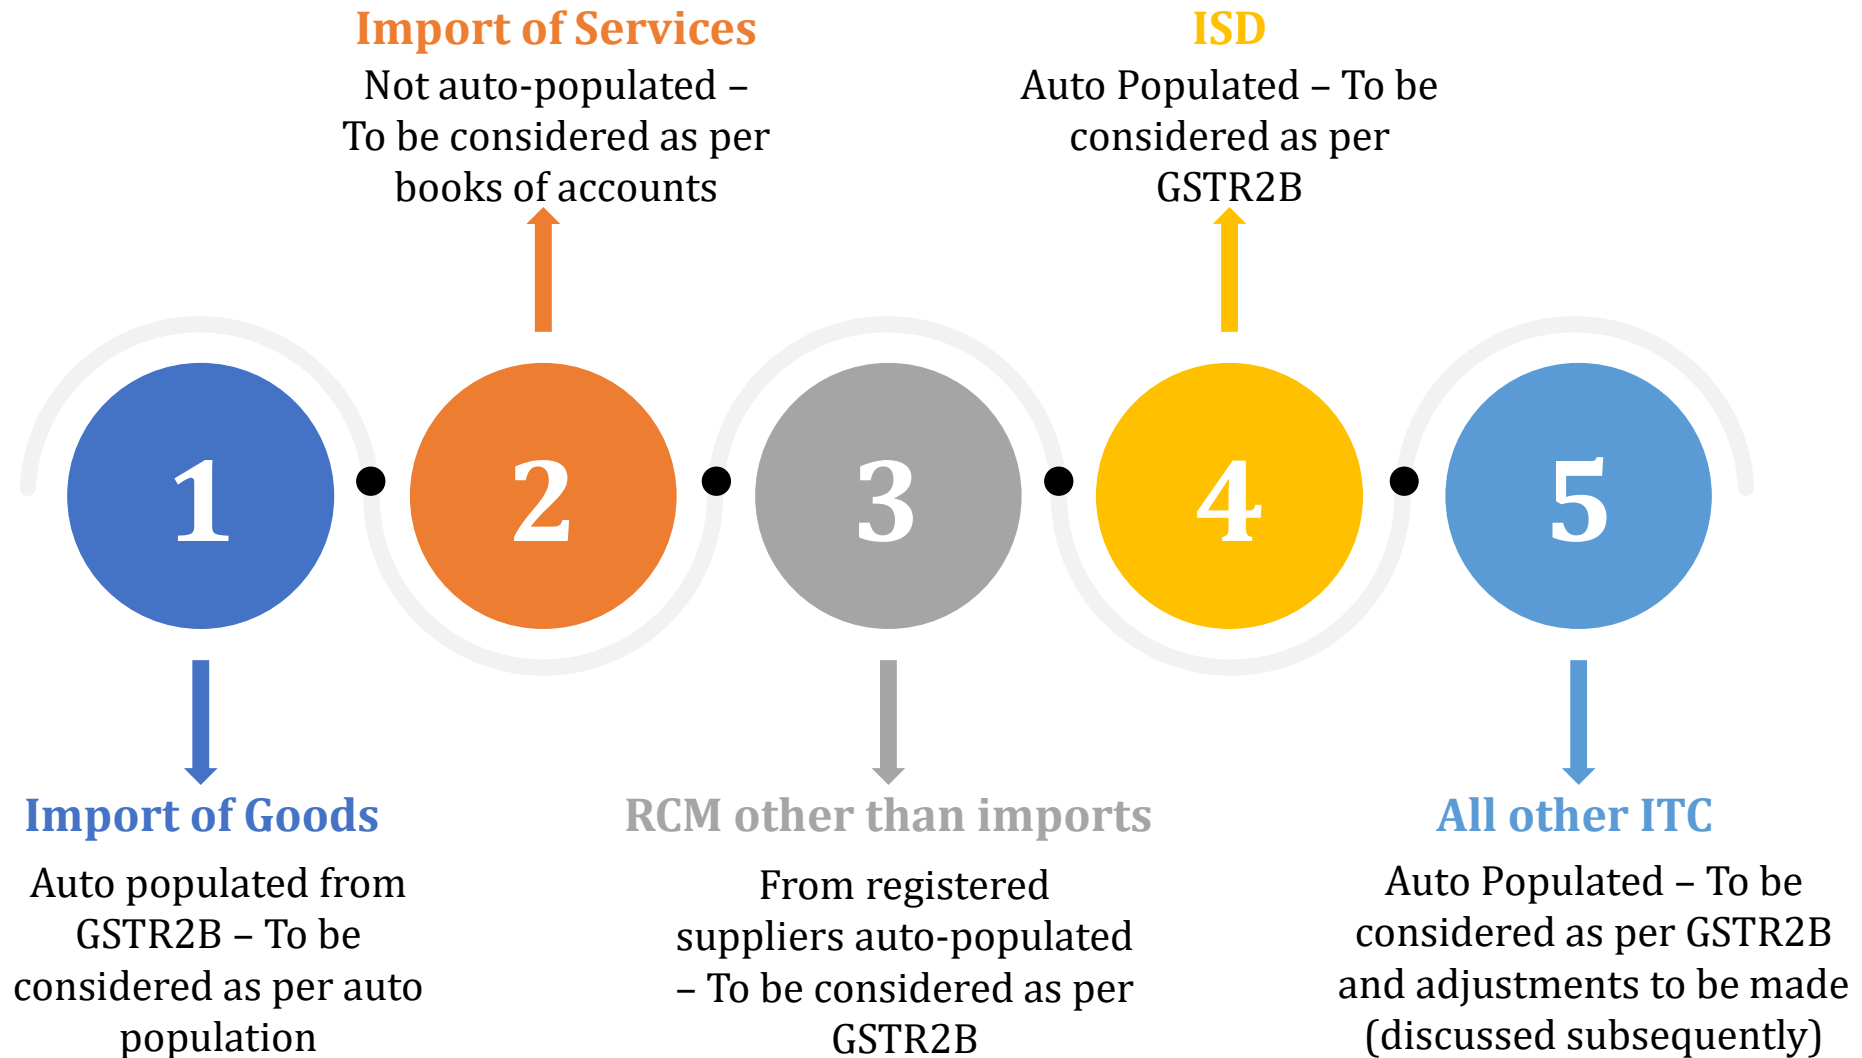 Import of Services
Not auto-populated –
To be considered as per
books of accounts
ISD
Auto Populated – To be
considered as per
GSTR2B
1
2
3
4
5
Import of Goods
Auto populated from
GSTR2B – To be
considered as per auto
population
RCM other than imports
From registered
suppliers auto-populated
– To be considered as per
GSTR2B
All other ITC
Auto Populated – To be
considered as per GSTR2B
and adjustments to be made
(discussed subsequently)